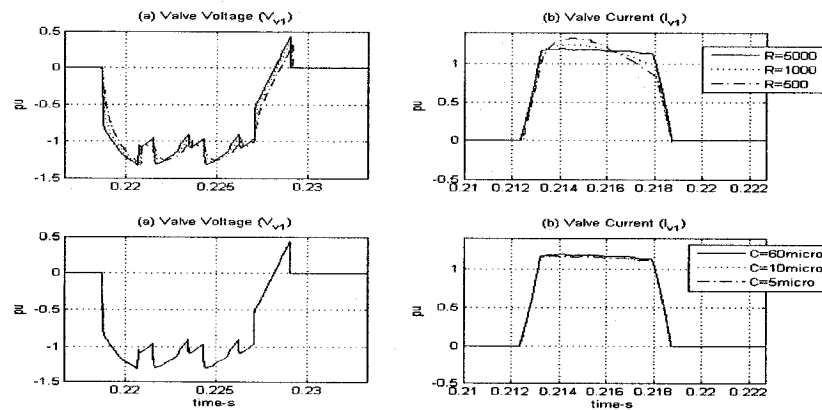 (a) Valve Voltage (Vv1)
0.5
0
-0.5
-1
-1.5
pu
0.22
0.225
0.23
(b) Valve Current (Iv1)
1
0
-0.5
pu
0.21
0.212
0.214
0.216
0.218
0.22
0.222
R=5000
R=1000
R=500
(a) Valve Voltage (Vv1)
0.5
0
-0.5
-1
-1.5
pu
0.22
0.225
0.23
time-s
(b) Valve Current (Iv1)
1
0
-0.5
pu
0.21
0.212
0.214
0.216
0.218
0.22
0.222
time-s
C=60micro
C=10micro
C=5micro